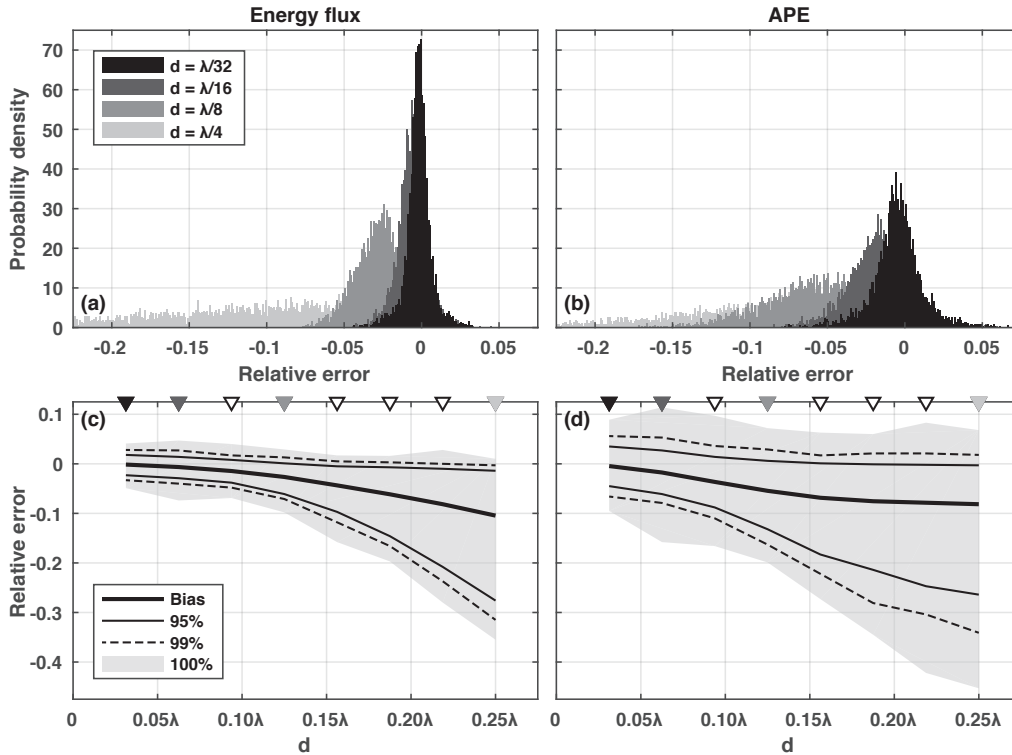 Energy flux
APE
Probability density
70
60
50
40
30
20
10
0
d = λ/32
d = λ/16
d = λ/8
d = λ/4
(a)
(b)
-0.2
-0.15
-0.1
-0.05
0
0.05
-0.2
-0.15
-0.1
-0.05
0
0.05
Relative error
Relative error
Relative error
0.1
0
-0.1
-0.2
-0.3
-0.4
(c)
(d)
Bias
95%
99%
100%
0
0.05λ
0.10λ
0.15λ
0.20λ
0.25λ
0
0.05λ
0.10λ
0.15λ
0.20λ
0.25λ
d
d